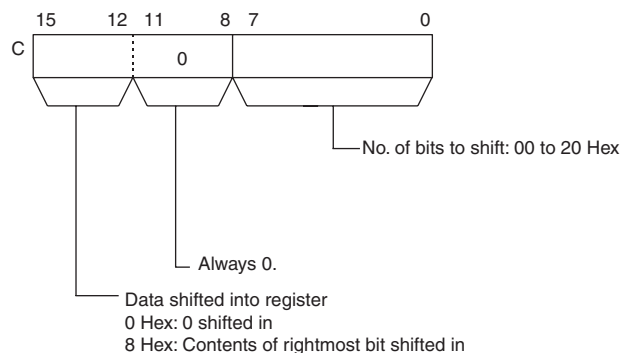 15 12 11 8 7 0
C
0
No. of bits to shift: 00 to 20 Hex
Always 0.
Data shifted into register
0 Hex: 0 shifted in
8 Hex: Contents of rightmost bit shifted in